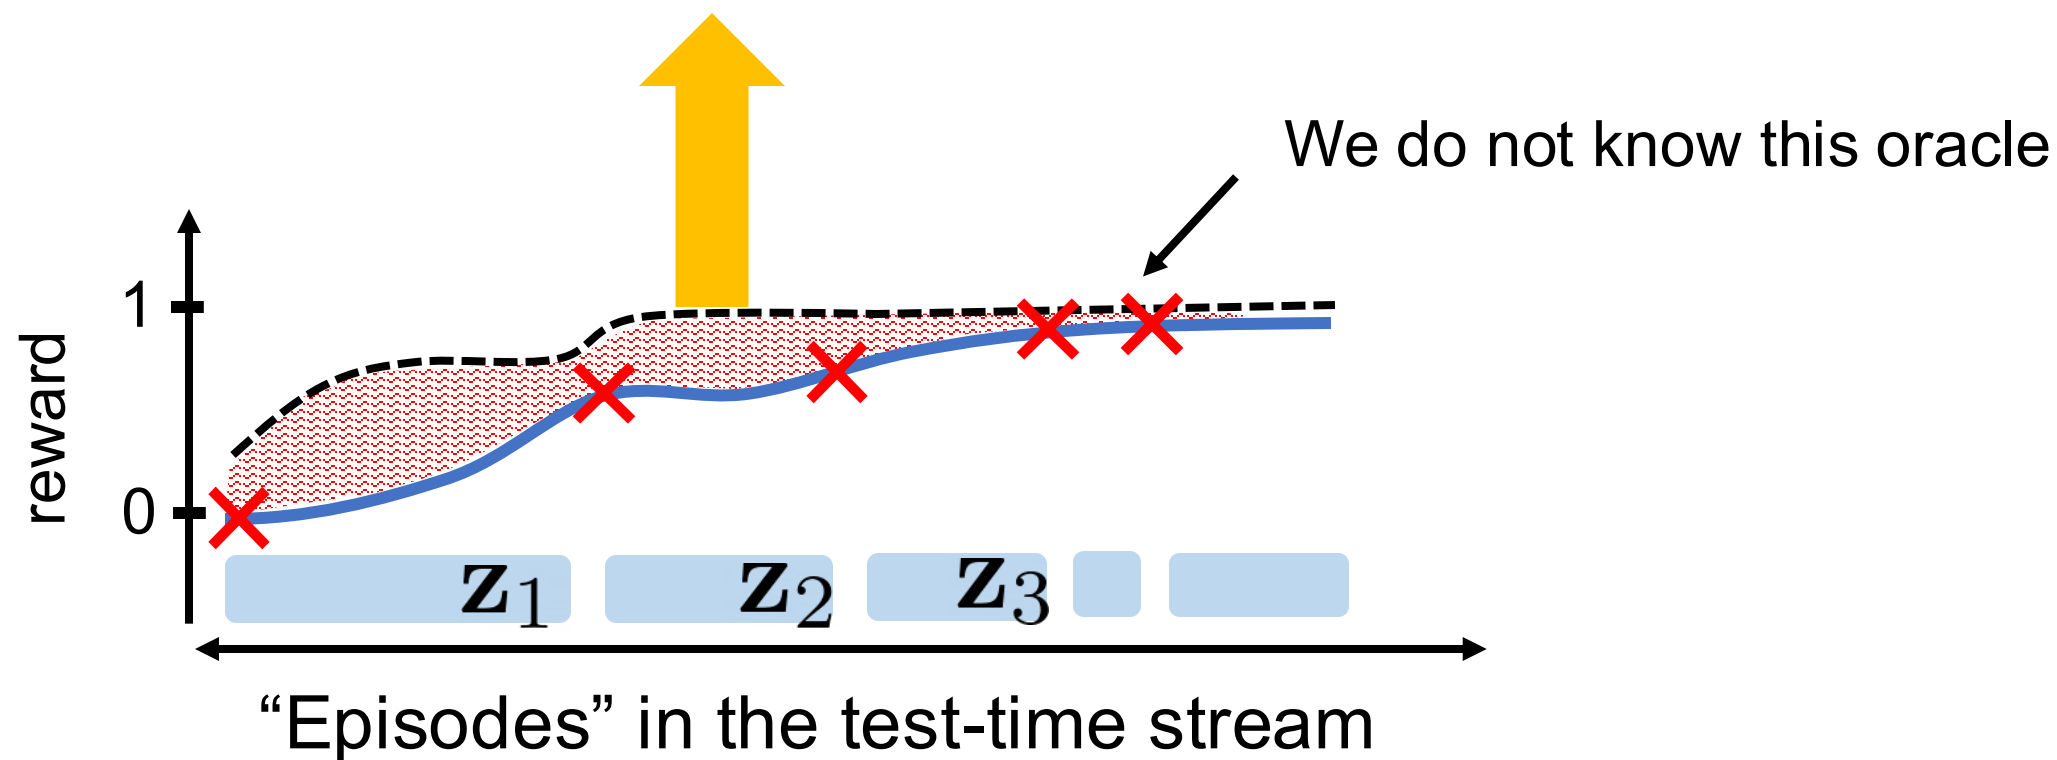 We do not know this oracle
reward
1
0
z₁
z₂
z₃
“Episodes” in the test-time stream